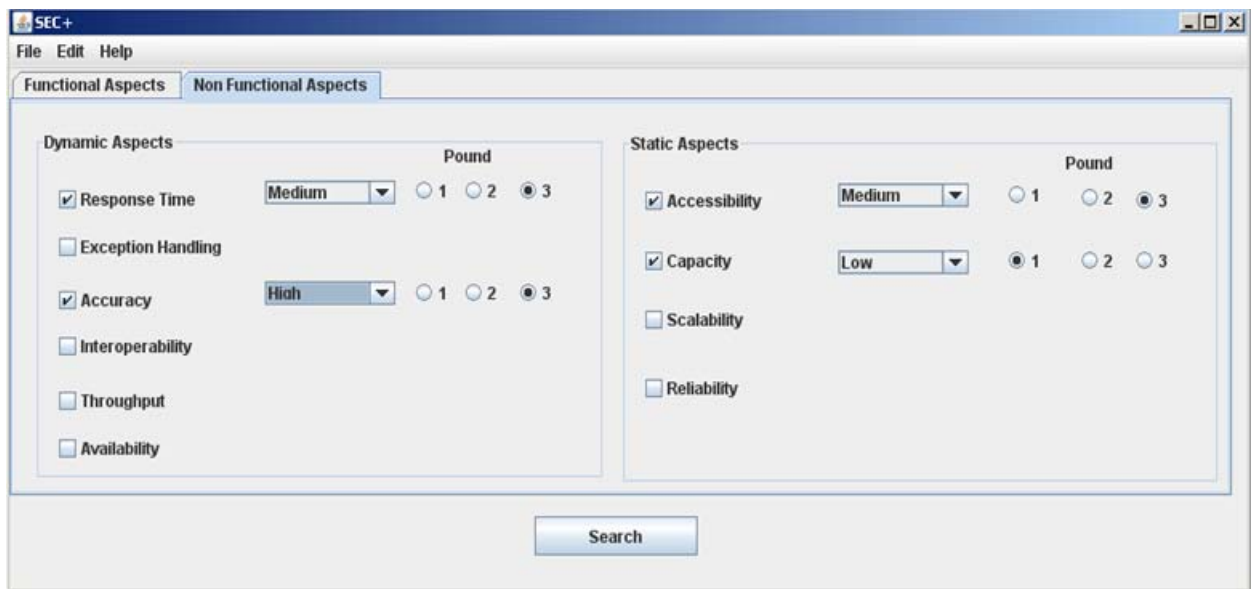 SEC+
File Edit Help
Functional Aspects Non Functional Aspects
Dynamic Aspects
Pound
Response Time Medium 1 2 3
Exception Handling
Accuracy High 1 2 3
Interoperability
Throughput
Availability
Static Aspects
Pound
Accessibility Medium 1 2 3
Capacity Low 1 2 3
Scalability
Reliability
Search